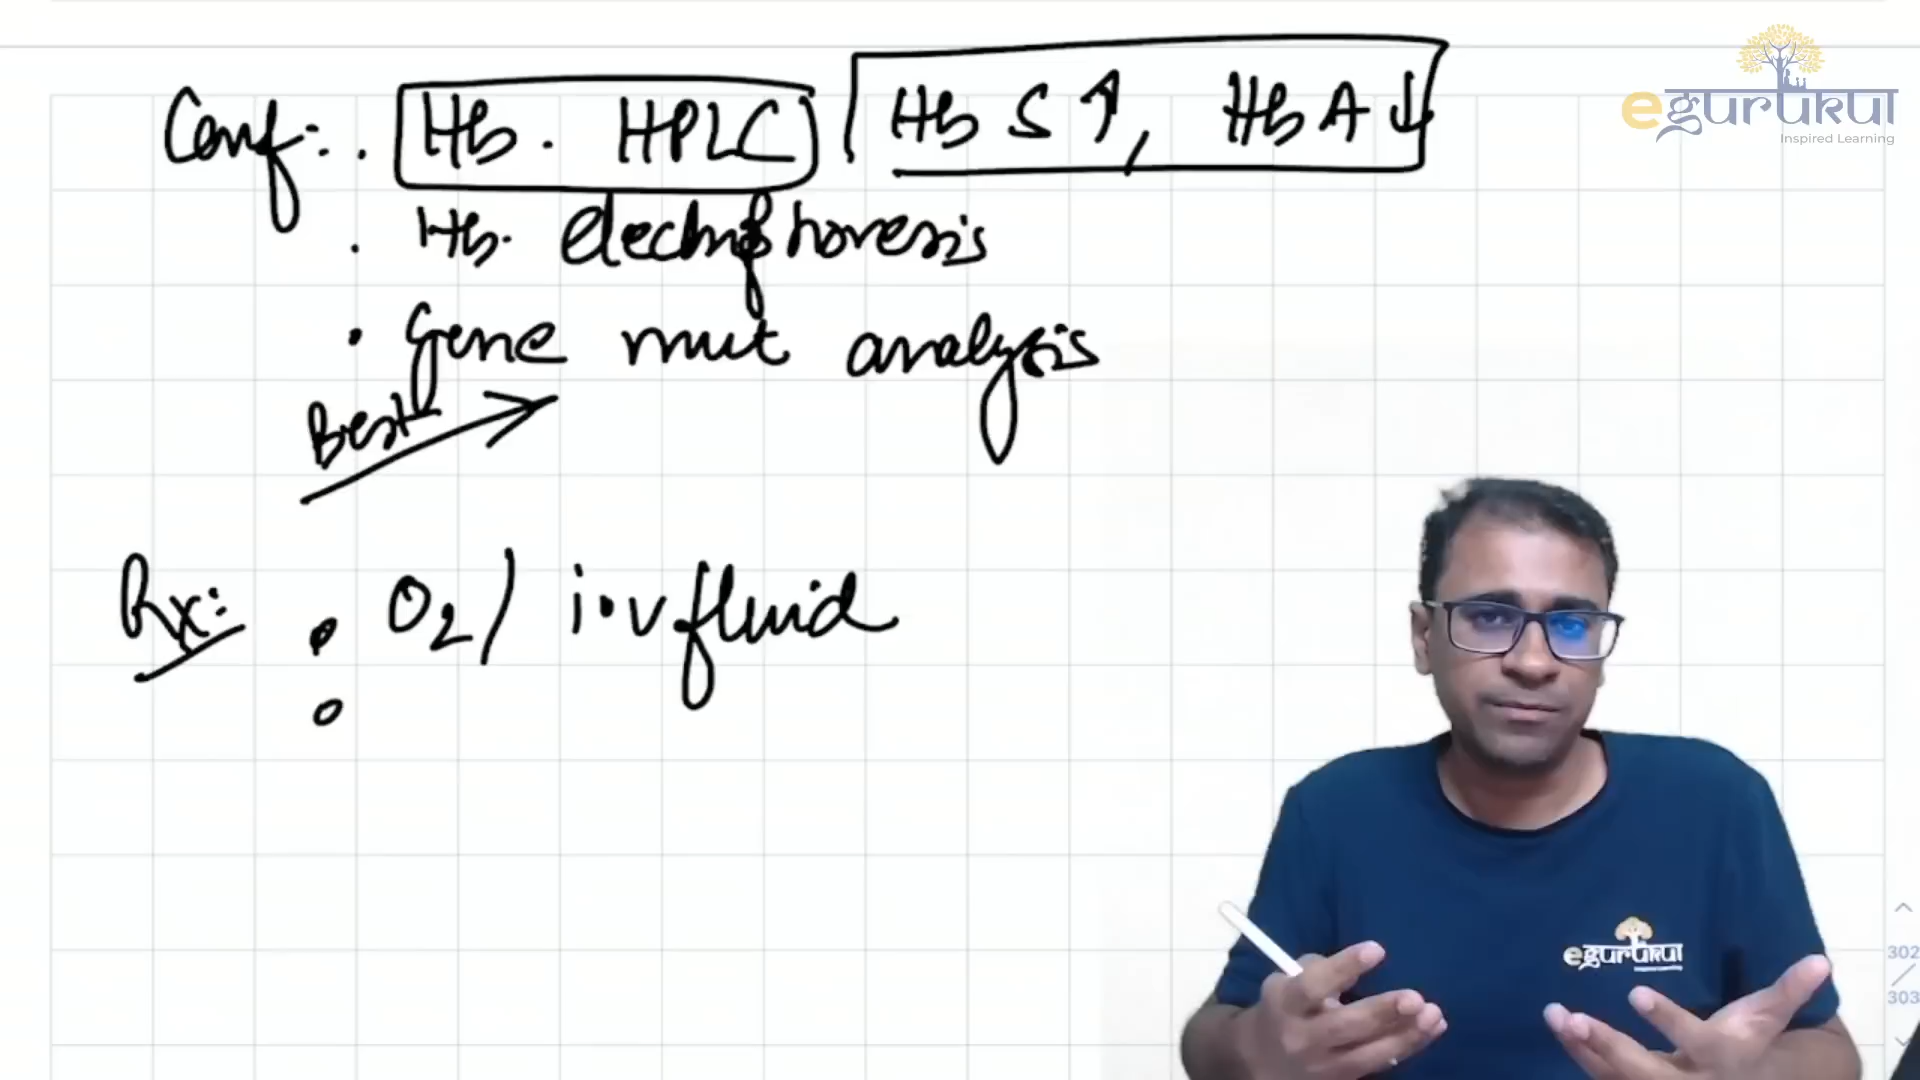 Conf:- . Hb. HPLC . Hb S ↑, Hb A ↓
. Hb. electrophoresis
. Gene mut analysis
Best
Rx:- . O2 / i.v fluid
egurukul
Inspired Learning
egurukul
302
303